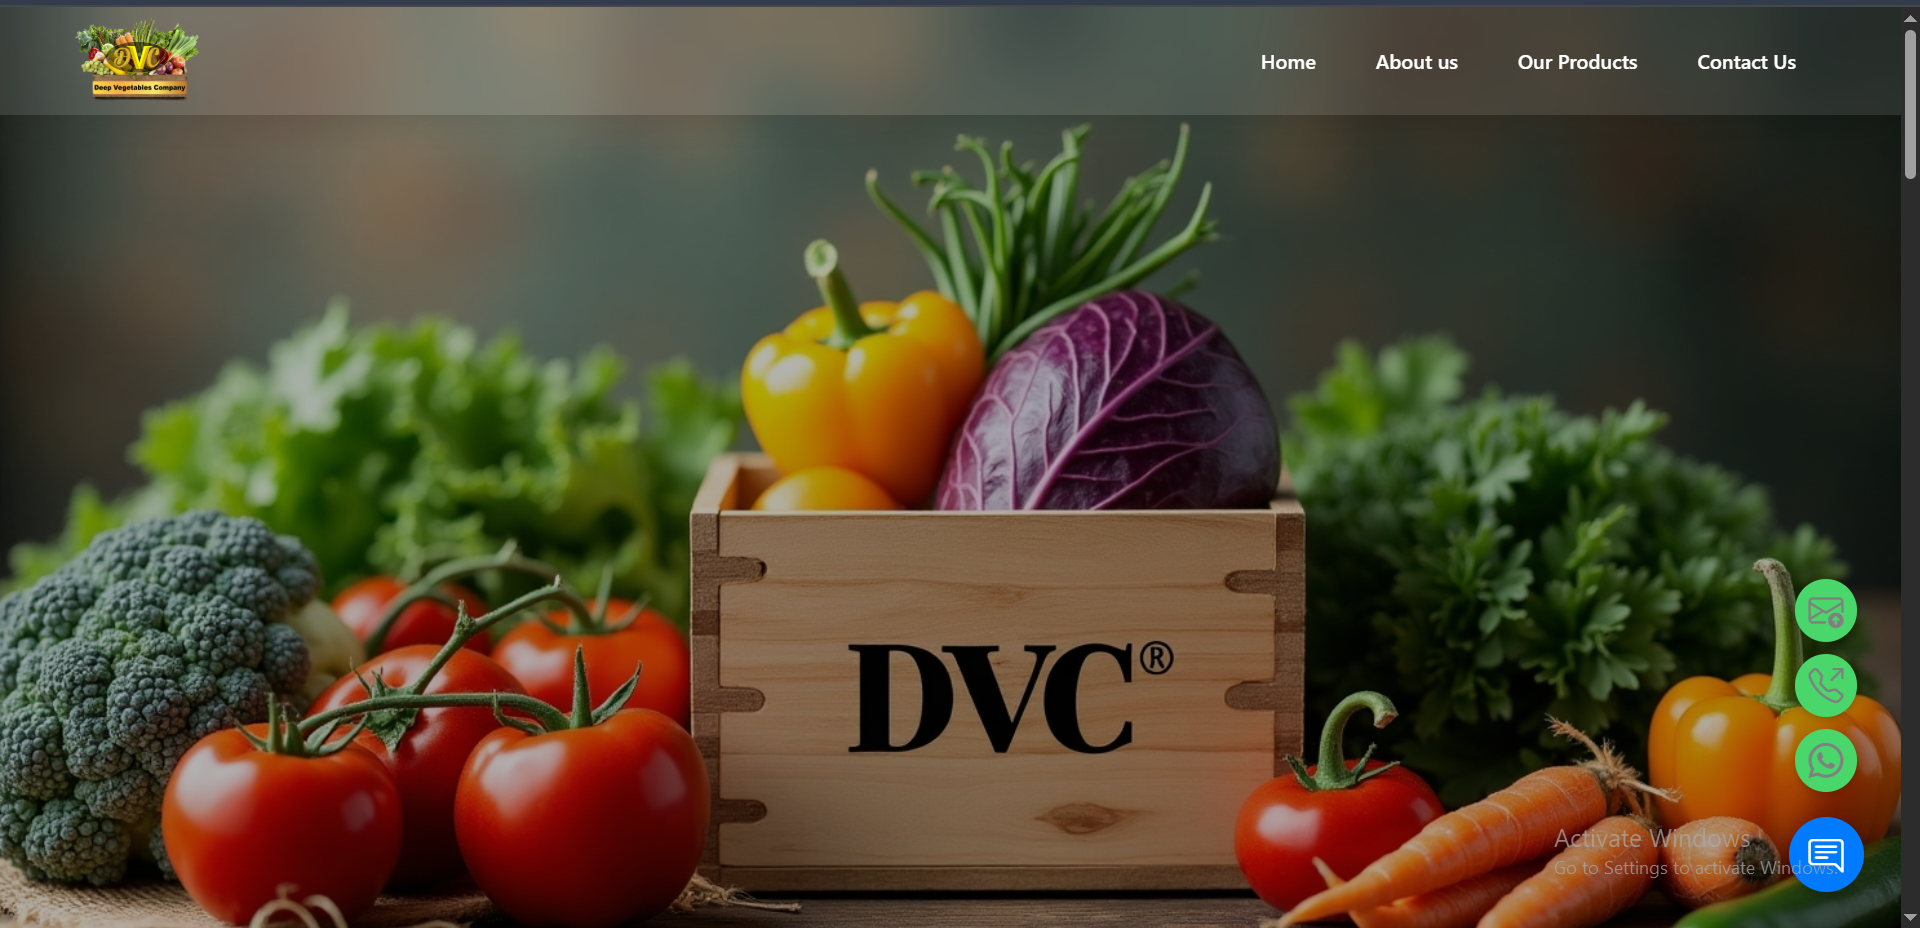 DVC
Deep Vegetables Company
Home
About us
Our Products
Contact Us
DVC®
Activate Windows
Go to Settings to activate Windows.